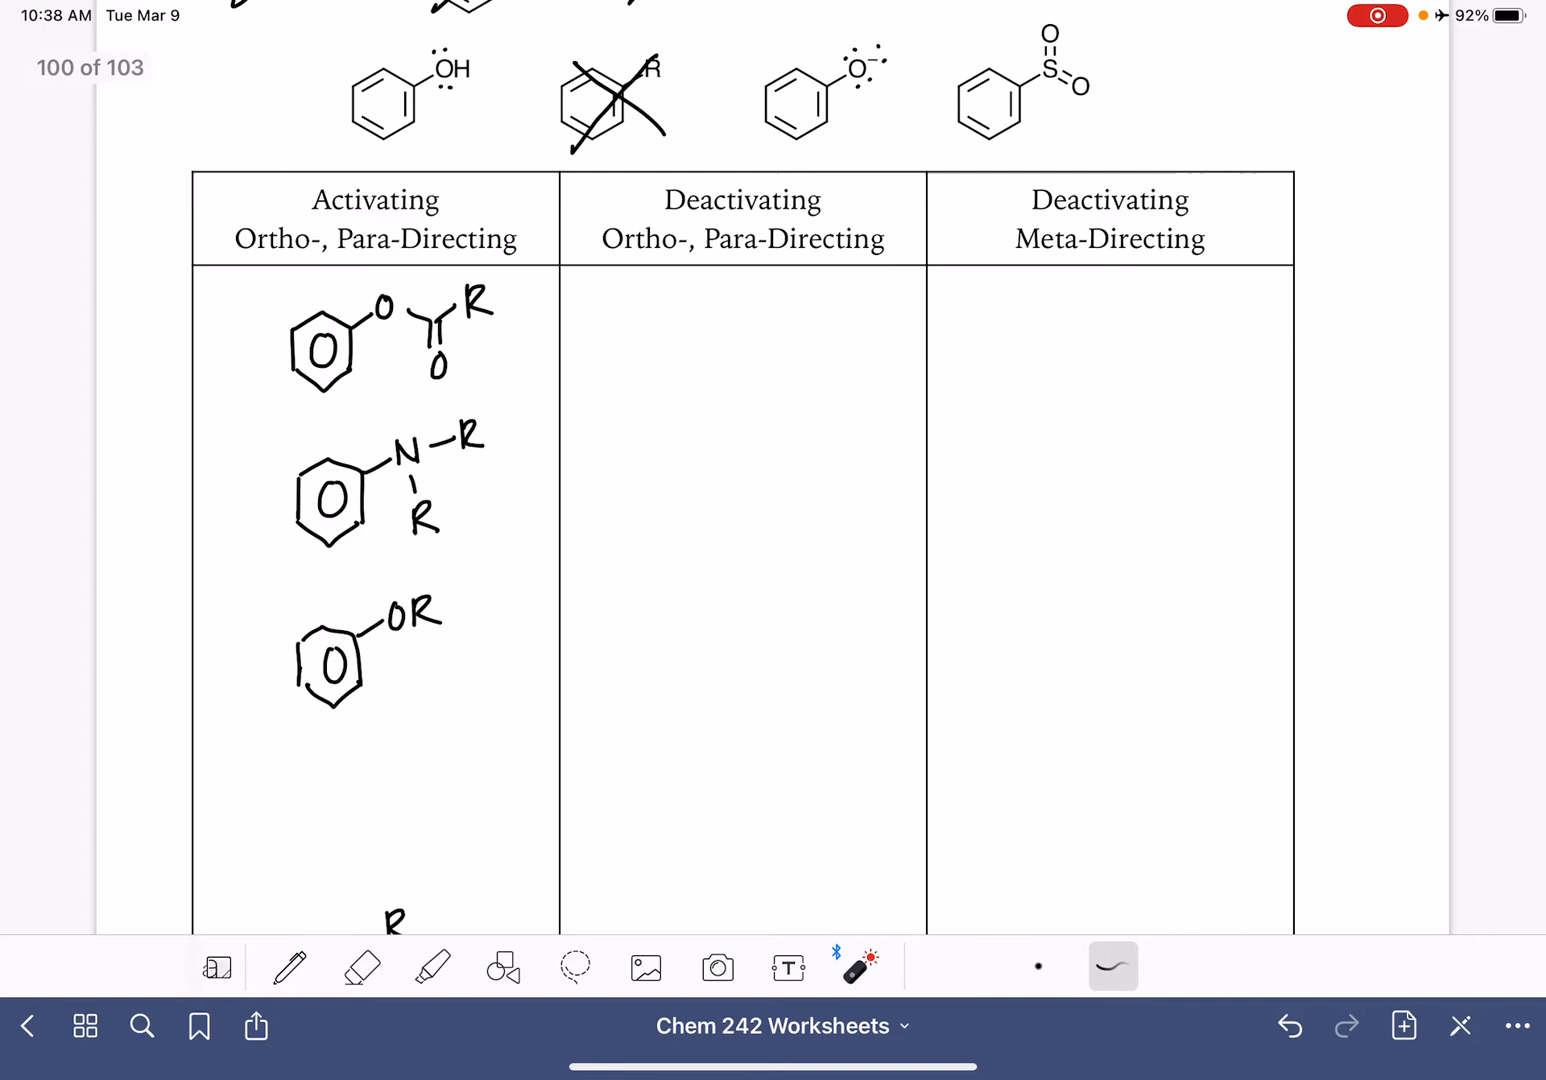 10:38 AM Tue Mar 9 92%
100 of 103
OH R O⁻ O S O
Activating Ortho-, Para-Directing
Deactivating Ortho-, Para-Directing
Deactivating Meta-Directing
O R
O
N R
R
OR
R
T
Chem 242 Worksheets